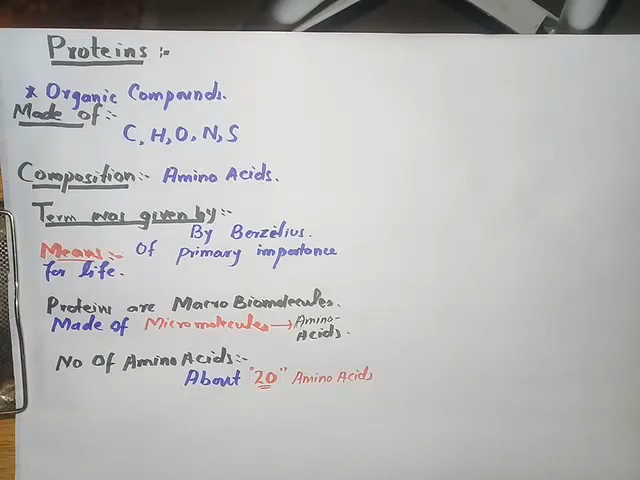 Proteins :-
* Organic Compounds.
Made of :-
C, H, O, N, S
Composition :- Amino Acids.
Term was given by :-
By Berzelius.
Means :- Of primary importance
for life.
Proteins are Macro Biomolecules.
Made of Micromolecules → Amino-
Acids.
No Of Amino Acids :-
About "20" Amino Acids